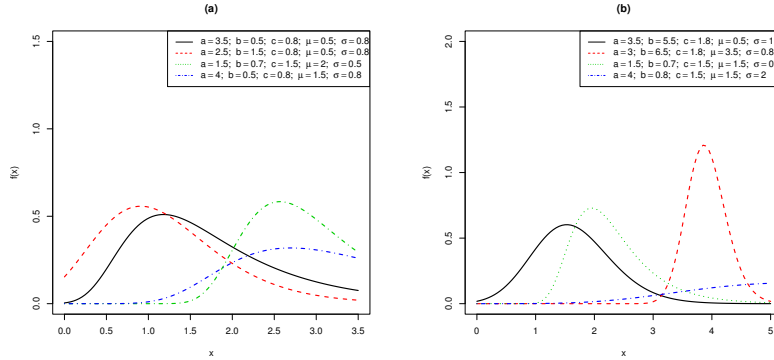 (a)
1.5
1.0
0.5
0.0
f(x)
a = 3.5; b = 0.5; c = 0.8; μ = 0.5; σ = 0.8
a = 2.5; b = 1.5; c = 0.8; μ = 0.5; σ = 0.8
a = 1.5; b = 0.7; c = 1.5; μ = 2; σ = 0.5
a = 4; b = 0.5; c = 0.8; μ = 1.5; σ = 0.8
0.0 0.5 1.0 1.5 2.0 2.5 3.0 3.5
x
(b)
2.0
1.5
1.0
0.5
0.0
f(x)
a = 3.5; b = 5.5; c = 1.8; μ = 0.5; σ = 1
a = 3; b = 6.5; c = 1.8; μ = 3.5; σ = 0.8
a = 1.5; b = 0.7; c = 1.5; μ = 1.5; σ = 0
a = 4; b = 0.8; c = 1.5; μ = 1.5; σ = 2
0 1 2 3 4 5
x